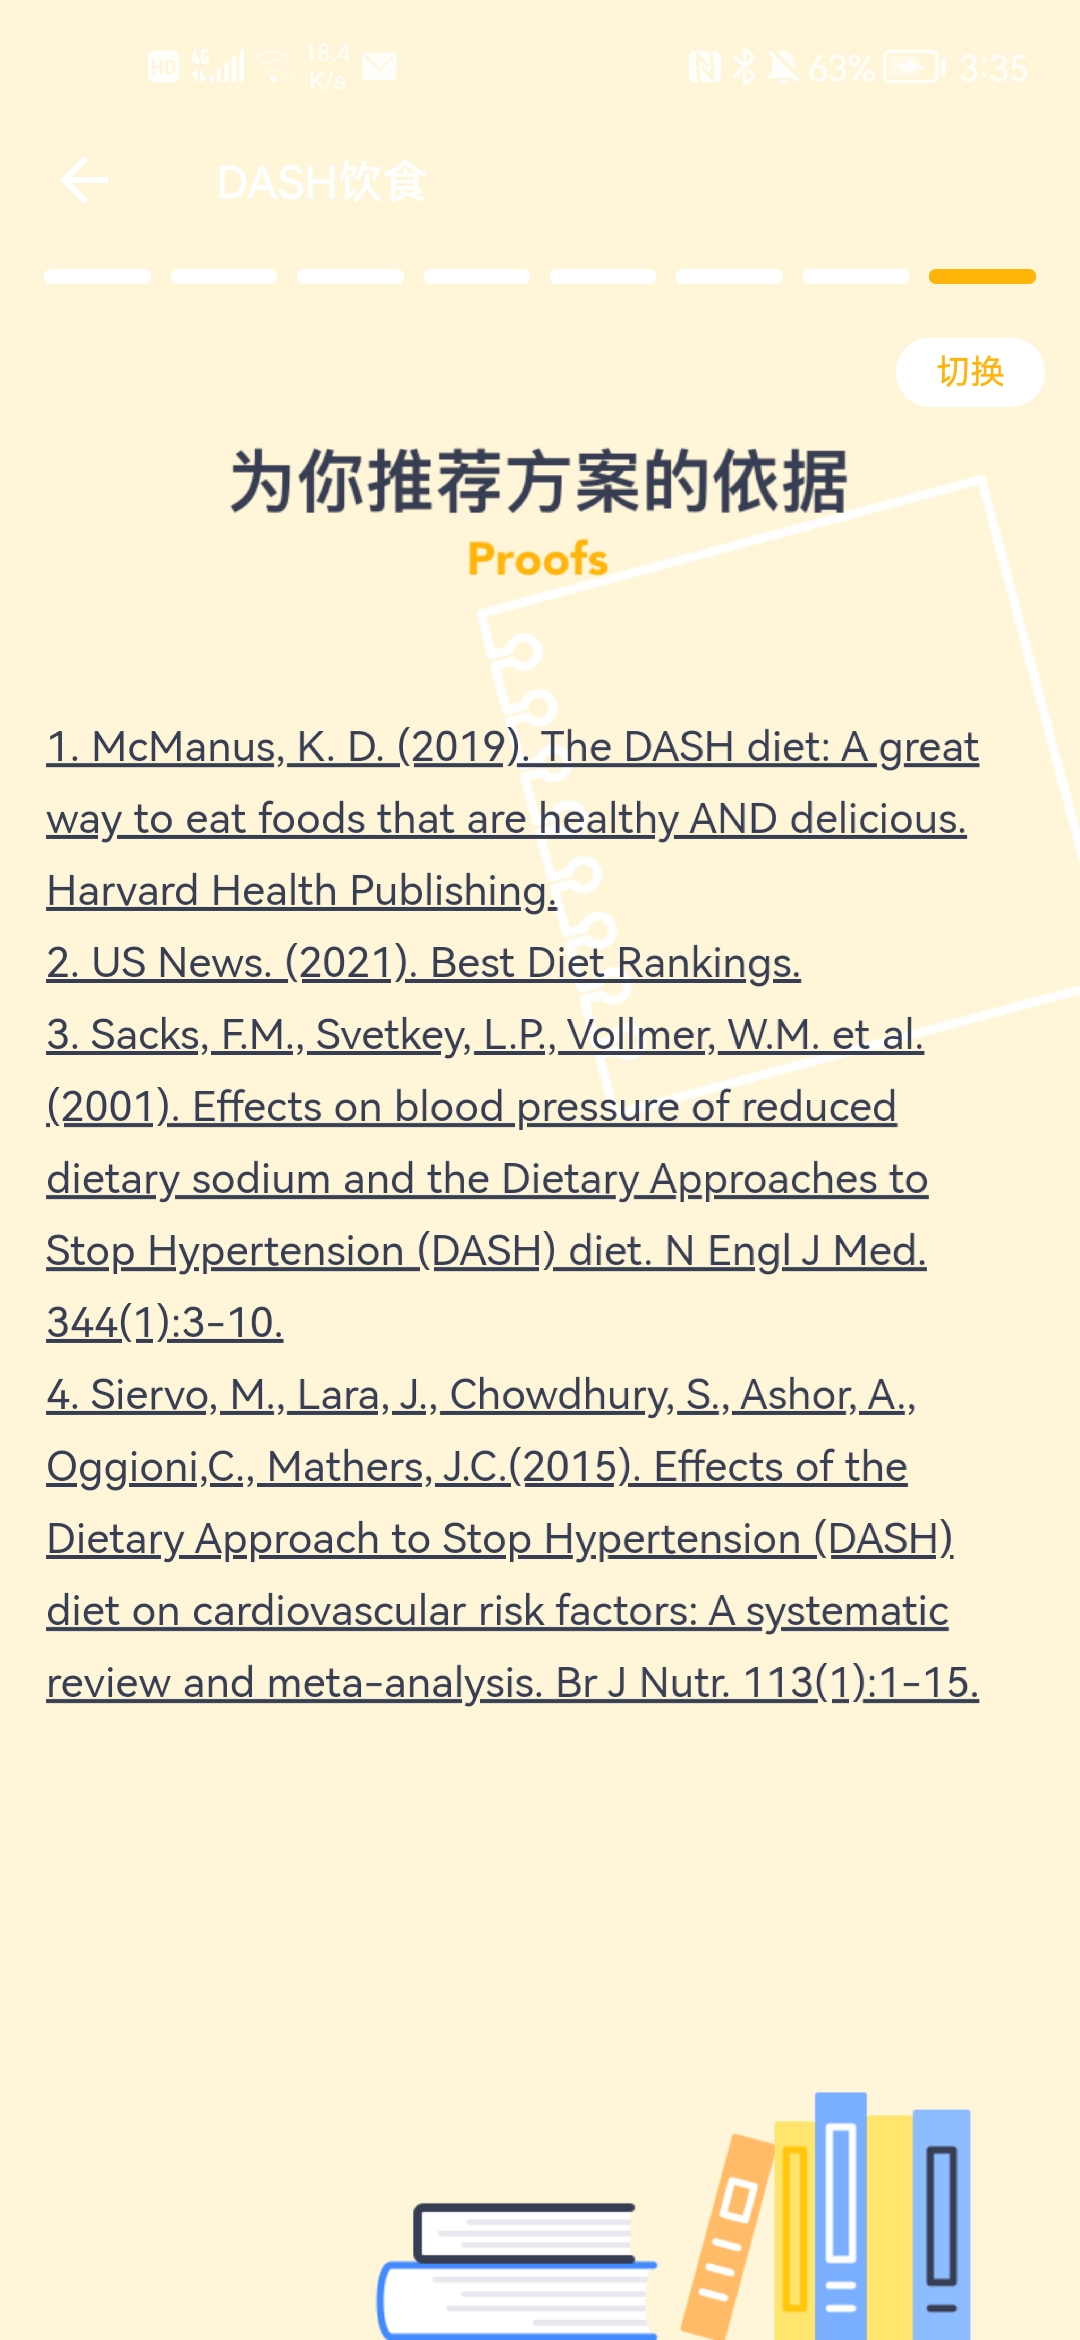 HD 4G 18.4 K/s 63% 3:35
DASH饮食
切换
为你推荐方案的依据
Proofs
1. McManus, K. D. (2019). The DASH diet: A great
way to eat foods that are healthy AND delicious.
Harvard Health Publishing.
2. US News. (2021). Best Diet Rankings.
3. Sacks, F.M., Svetkey, L.P., Vollmer, W.M. et al.
(2001). Effects on blood pressure of reduced
dietary sodium and the Dietary Approaches to
Stop Hypertension (DASH) diet. N Engl J Med.
344(1):3-10.
4. Siervo, M., Lara, J., Chowdhury, S., Ashor, A.,
Oggioni,C., Mathers, J.C.(2015). Effects of the
Dietary Approach to Stop Hypertension (DASH)
diet on cardiovascular risk factors: A systematic
review and meta-analysis. Br J Nutr. 113(1):1-15.